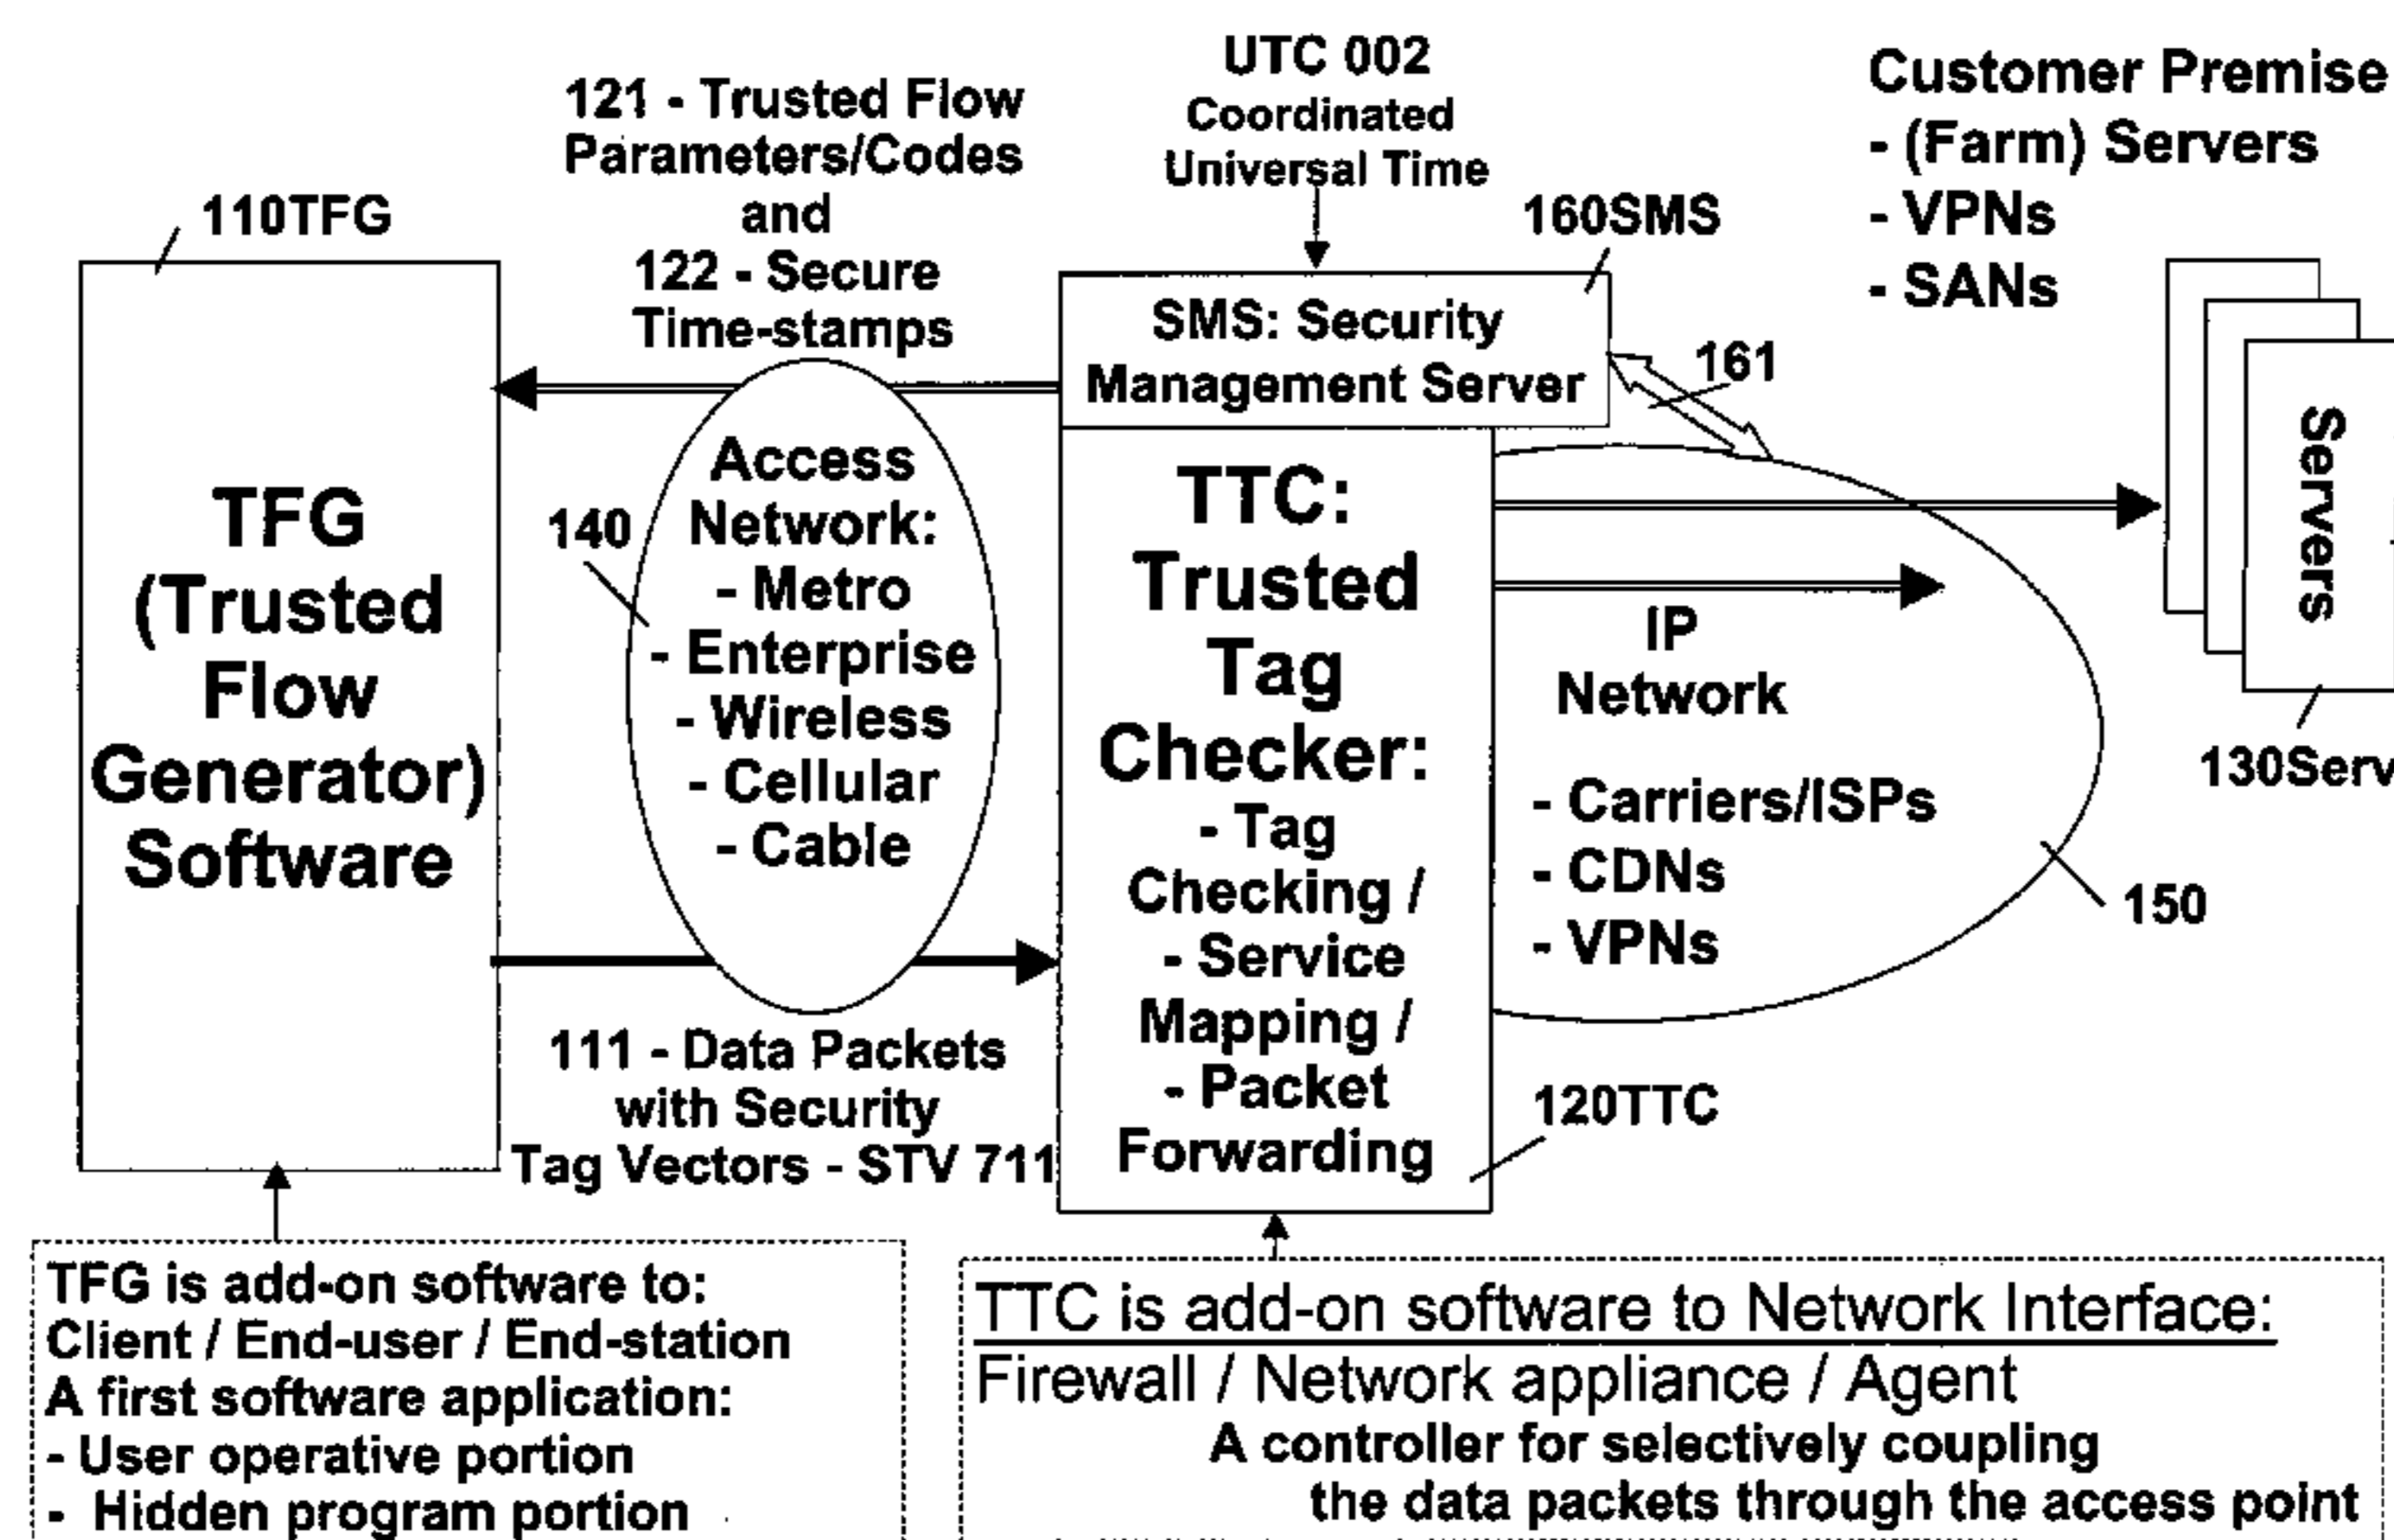 UTC 002
Coordinated
Universal Time
Customer Premise
- (Farm) Servers
- VPNs
- SANs
121 - Trusted Flow
Parameters/Codes
and
122 - Secure
Time-stamps
110TFG
160SMS
SMS: Security
Management Server
161
TFG
(Trusted
Flow
Generator)
Software
140
Access
Network:
- Metro
- Enterprise
- Wireless
- Cellular
- Cable
TTC:
Trusted
Tag
Checker:
- Tag
Checking /
- Service
Mapping /
- Packet
Forwarding
IP
Network
- Carriers/ISPs
- CDNs
- VPNs
Servers
130Serv
150
120TTC
111 - Data Packets
with Security
Tag Vectors - STV 711
TFG is add-on software to:
Client / End-user / End-station
A first software application:
- User operative portion
- Hidden program portion
TTC is add-on software to Network Interface:
Firewall / Network appliance / Agent
A controller for selectively coupling
the data packets through the access point